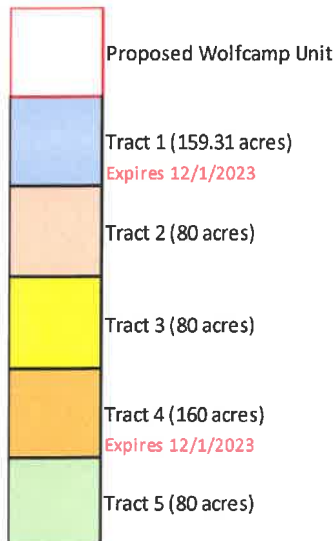 Proposed Wolfcamp Unit
Tract 1 (159.31 acres)
Expires 12/1/2023
Tract 2 (80 acres)
Tract 3 (80 acres)
Tract 4 (160 acres)
Expires 12/1/2023
Tract 5 (80 acres)